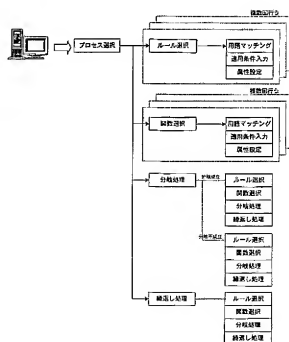 複数回行う
プロセス選択
ルール選択
用語マッチング
適用条件入力
属性設定
複数回行う
関数選択
用語マッチング
適用条件入力
属性設定
分岐処理
分岐成立
ルール選択
関数選択
分岐処理
繰返し処理
分岐不成立
ルール選択
関数選択
分岐処理
繰返し処理
繰返し処理
ルール選択
関数選択
分岐処理
繰返し処理